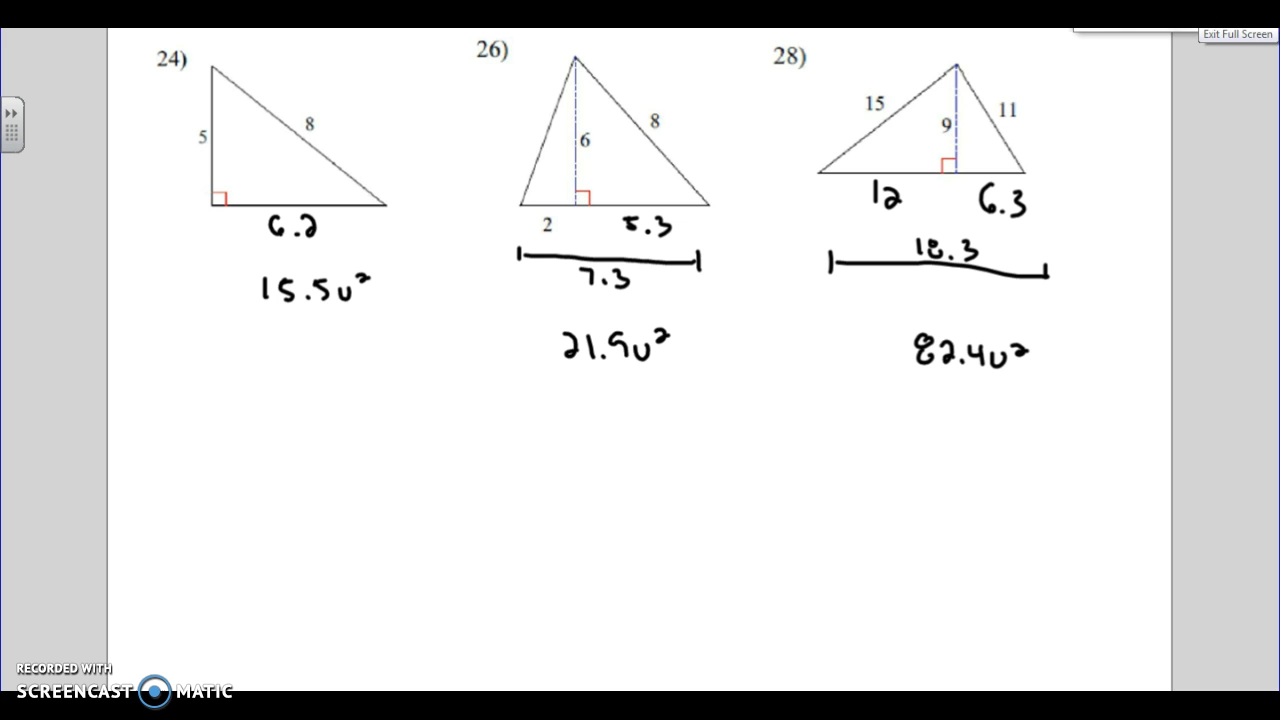 Exit Full Screen
24)
5
8
6.2
15.5u²
26)
6
8
2
5.3
7.3
21.9u²
28)
15
9
11
12
6.3
18.3
82.4u²
RECORDED WITH
SCREENCAST MATIC